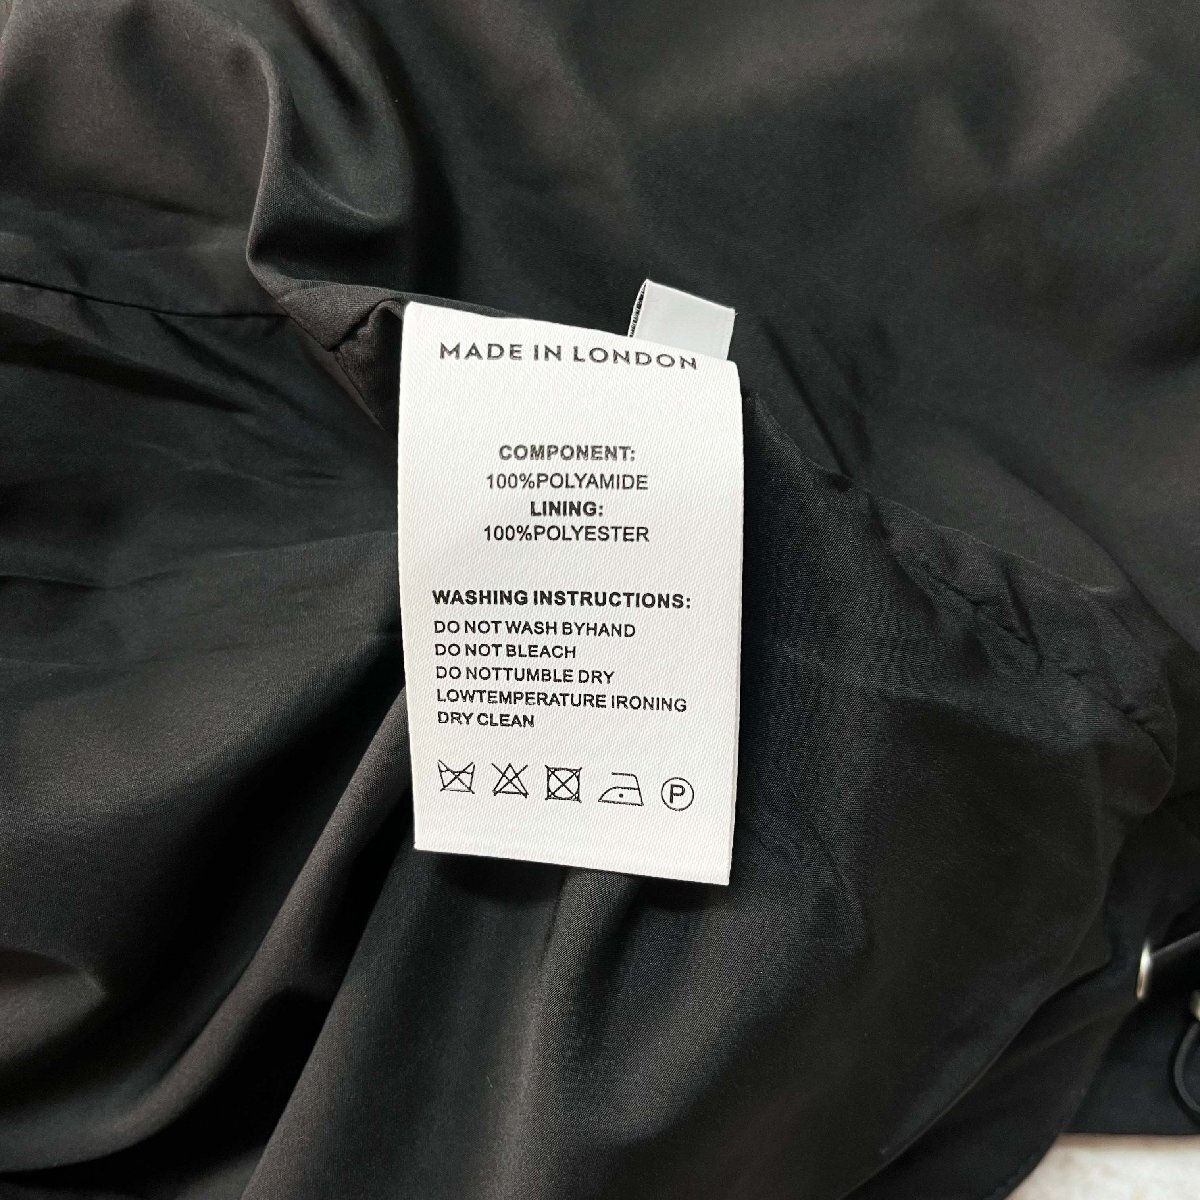 MADE IN LONDON
COMPONENT:
100%POLYAMIDE
LINING:
100%POLYESTER
WASHING INSTRUCTIONS:
DO NOT WASH BYHAND
DO NOT BLEACH
DO NOTTUMBLE DRY
LOWTEMPERATURE IRONING
DRY CLEAN
P